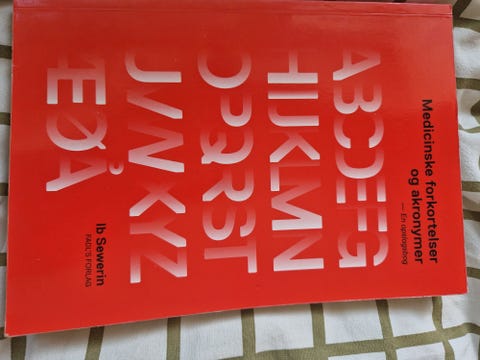 Medicinske forkortelser
og akronymer
— En opslagsbog
ABCDEFG
HIJKLMN
OPQRST
UVWXYZ
ÆØÅ
Ib Sewerin
FADL'S FORLAG